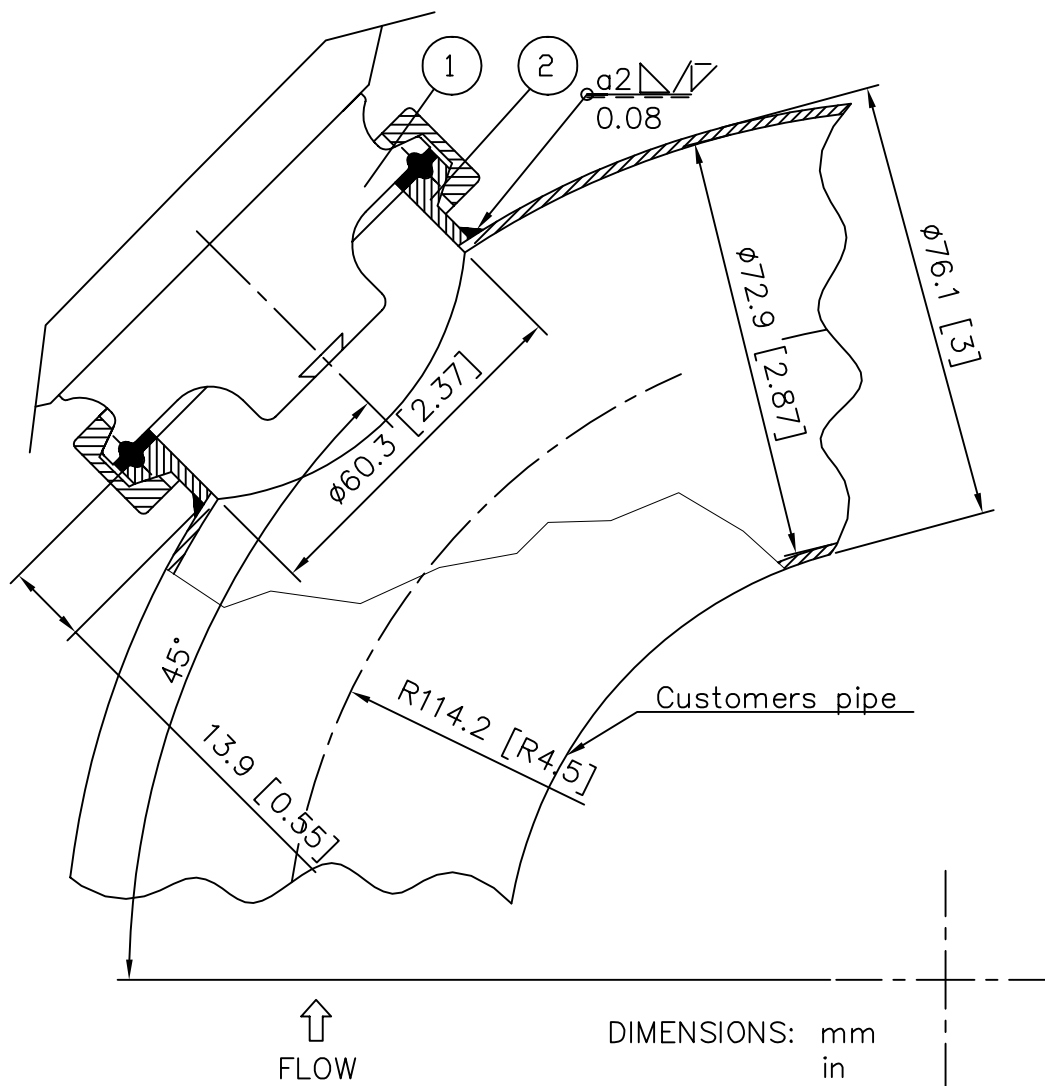 1
2
a2
0.08
ø76.1 [3]
ø72.9 [2.87]
ø60.3 [2.37]
45°
R114.2 [R4.5]
Customers pipe
13.9 [0.55]
DIMENSIONS: mm
in
FLOW